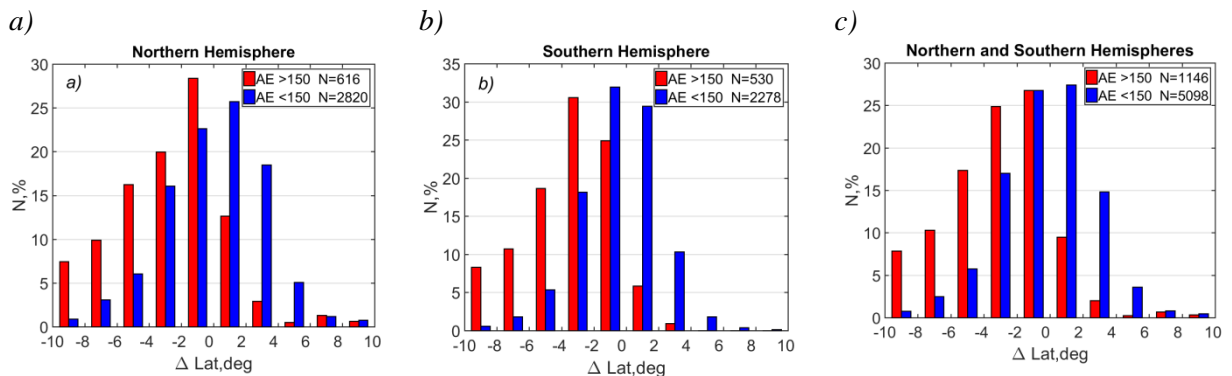 a)
Northern Hemisphere
a)
AE >150 N=616
AE <150 N=2820
N,%
30
25
20
15
10
5
0
-10 -8 -6 -4 -2 0 2 4 6 8 10
Δ Lat,deg
b)
Southern Hemisphere
b)
AE >150 N=530
AE <150 N=2278
N,%
35
30
25
20
15
10
5
0
-10 -8 -6 -4 -2 0 2 4 6 8 10
Δ Lat,deg
c)
Northern and Southern Hemispheres
AE >150 N=1146
AE <150 N=5098
N,%
30
25
20
15
10
5
0
-10 -8 -6 -4 -2 0 2 4 6 8 10
Δ Lat,deg